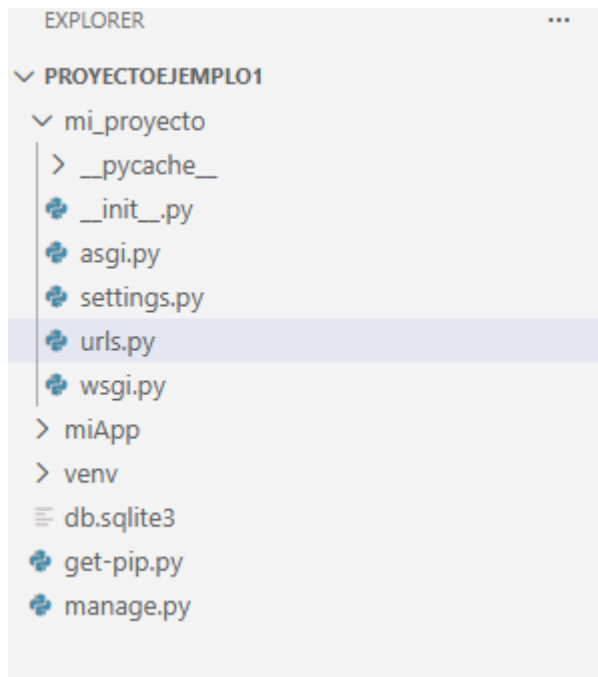 EXPLORER ...
PROYECTOEJEMPLO1
mi_proyecto
__pycache__
__init__.py
asgi.py
settings.py
urls.py
wsgi.py
miApp
venv
db.sqlite3
get-pip.py
manage.py